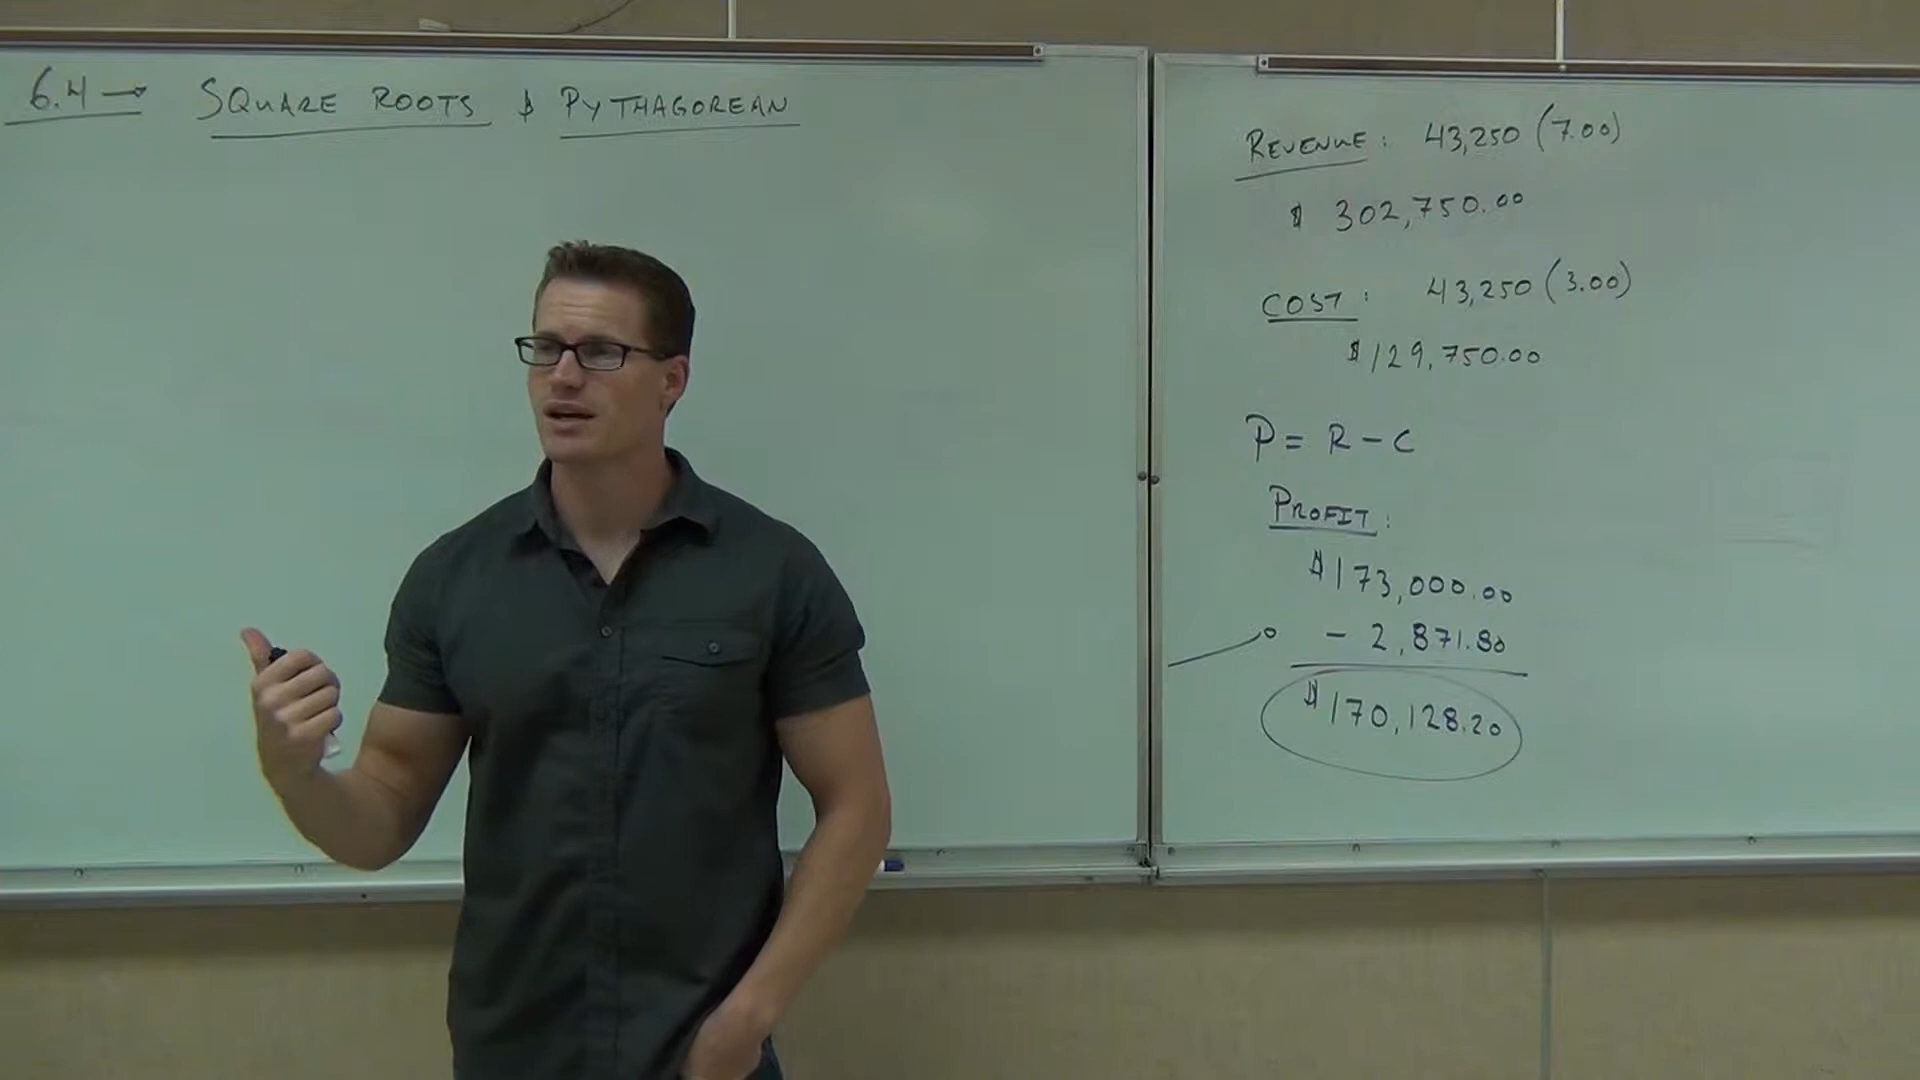 6.4 → SQUARE ROOTS & PYTHAGOREAN
REVENUE: 43,250 (7.00)
$ 302,750.00
COST: 43,250 (3.00)
$129,750.00
P = R - C
PROFIT:
$173,000.00
- 2,871.80
$170,128.20